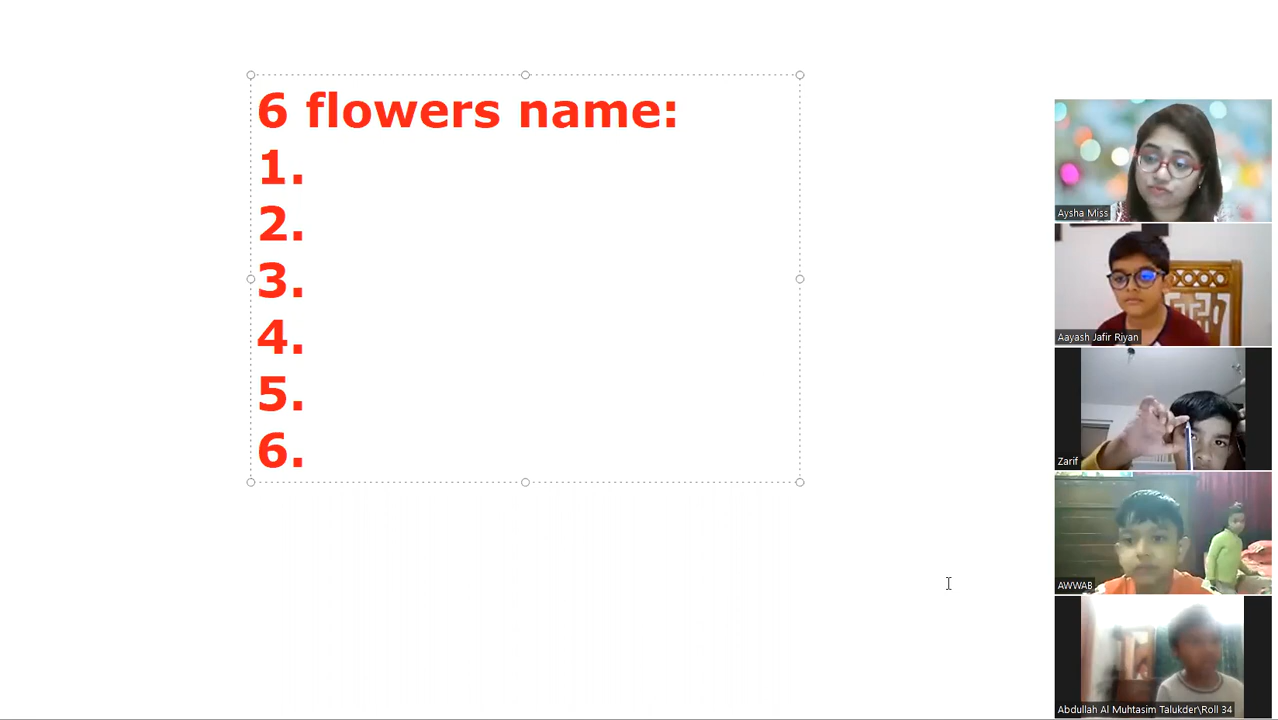 6 flowers name:
1.
2.
3.
4.
5.
6.
Aysha Miss
Aayash Jafir Riyan
Zarif
AWWAB
Abdullah Al Muhtasim Talukder\Roll 34